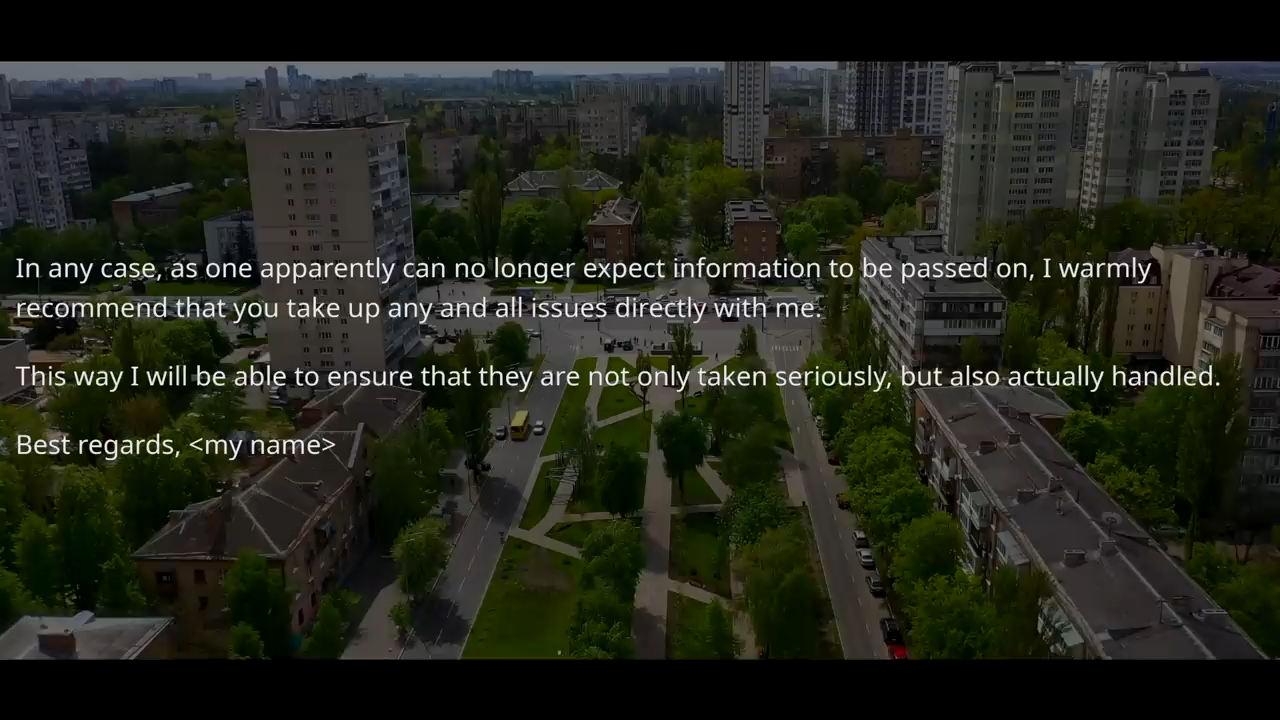 In any case, as one apparently can no longer expect information to be passed on, I warmly
recommend that you take up any and all issues directly with me.
This way I will be able to ensure that they are not only taken seriously, but also actually handled.
Best regards, <my name>